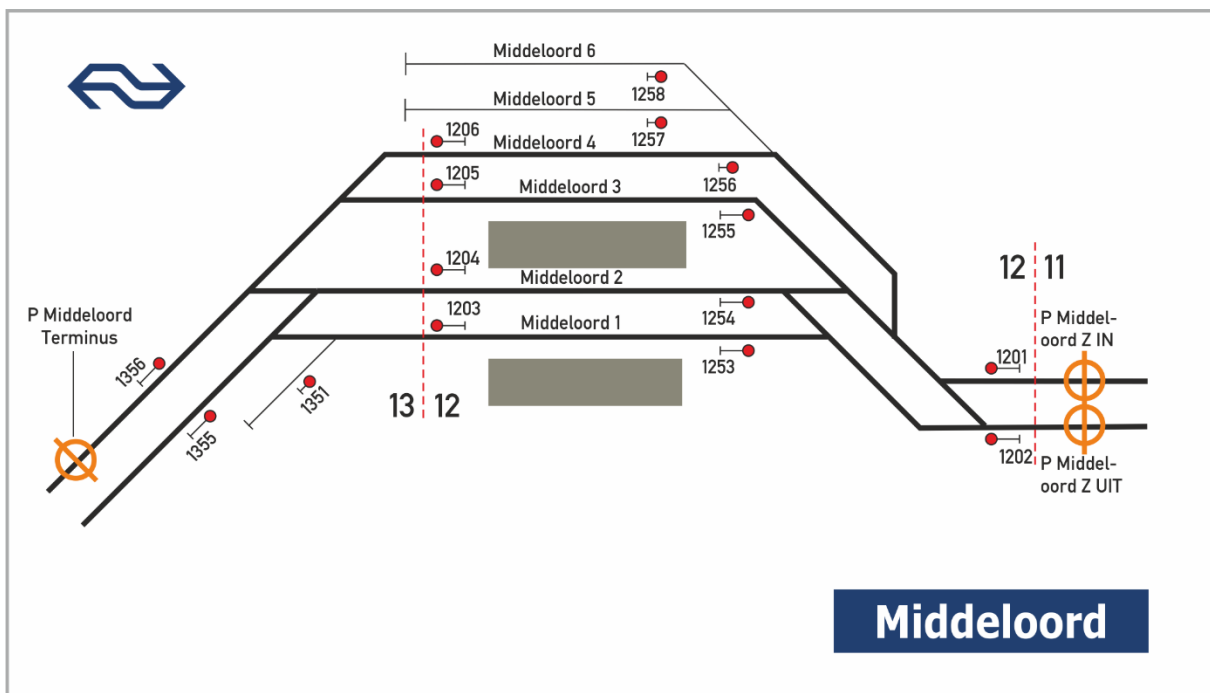 Middeloord 6
1258
Middeloord 5
1206
1257
Middeloord 4
1205
1256
Middeloord 3
1255
1204
12 11
Middeloord 2
P Middeloord
Terminus
1203
1254
P Middel-
oord Z IN
Middeloord 1
1356
1253
1201
1351
13 12
1355
1202
P Middel-
oord Z UIT
Middeloord